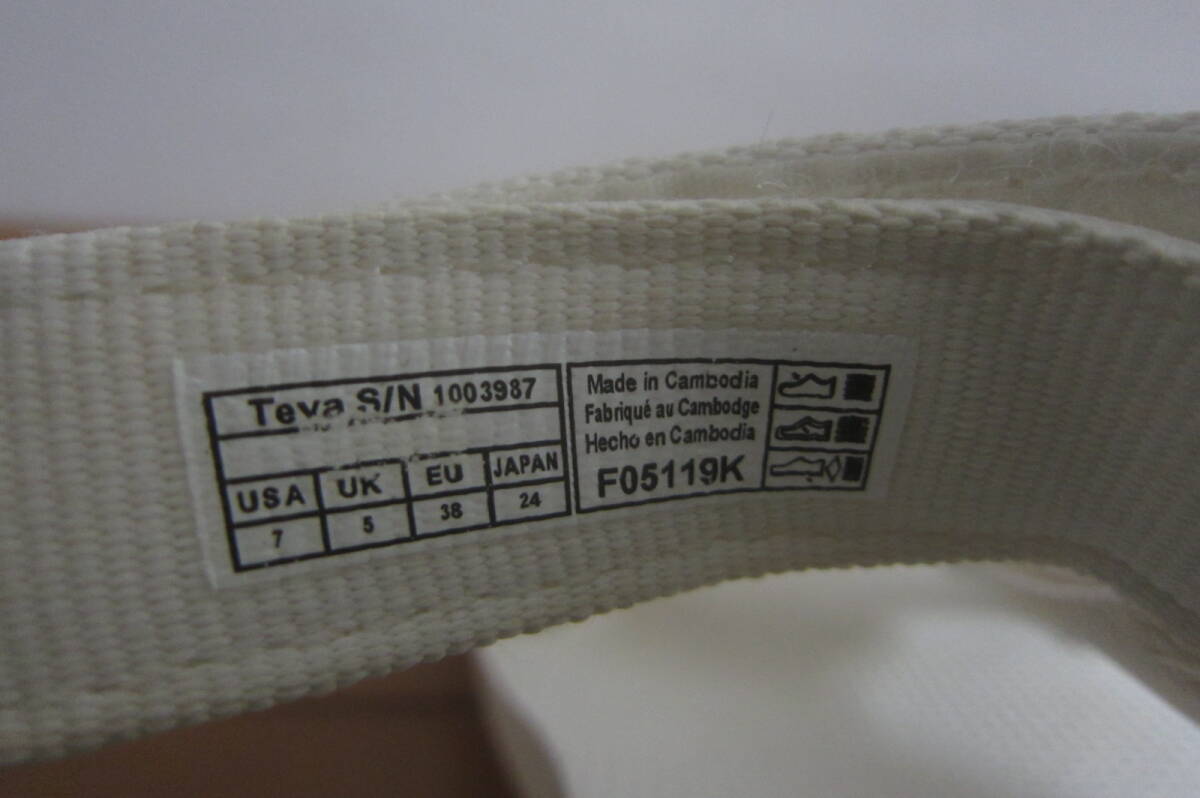 Teva S/N 1003987
USA UK EU JAPAN
7 5 38 24
Made in Cambodia
Fabriqué au Cambodge
Hecho en Cambodia
F05119K